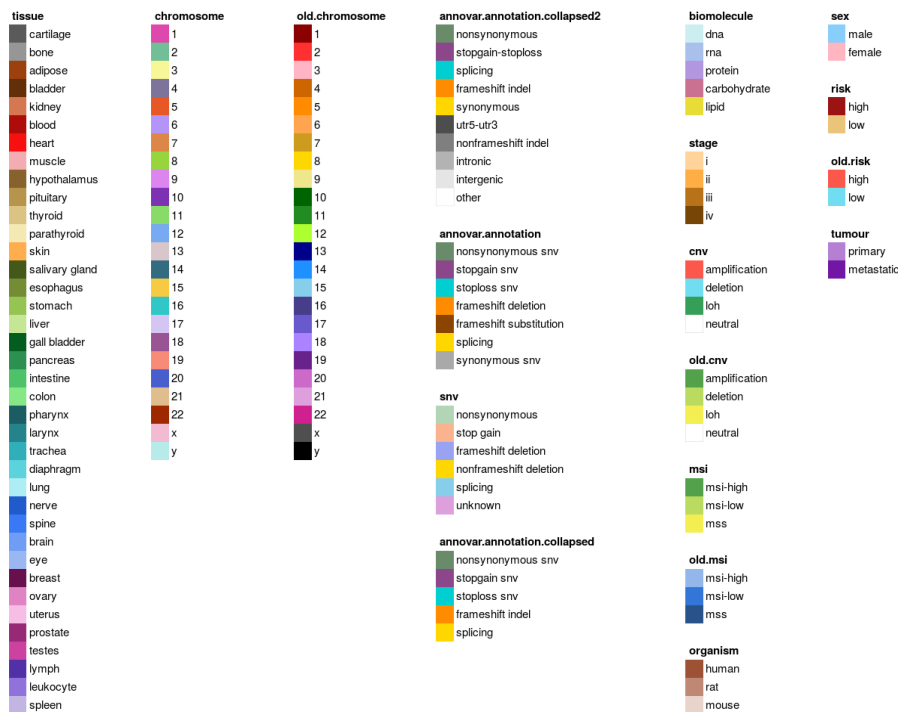 tissue
cartilage
bone
adipose
bladder
kidney
blood
heart
muscle
hypothalamus
pituitary
thyroid
parathyroid
skin
salivary gland
esophagus
stomach
liver
gall bladder
pancreas
intestine
colon
pharynx
larynx
trachea
diaphragm
lung
nerve
spine
brain
eye
breast
ovary
uterus
prostate
testes
lymph
leukocyte
spleen
chromosome
1
2
3
4
5
6
7
8
9
10
11
12
13
14
15
16
17
18
19
20
21
22
x
y
old.chromosome
1
2
3
4
5
6
7
8
9
10
11
12
13
14
15
16
17
18
19
20
21
22
x
y
annovar.annotation.collapsed2
nonsynonymous
stopgain-stoploss
splicing
frameshift indel
synonymous
utr5-utr3
nonframeshift indel
intronic
intergenic
other
annovar.annotation
nonsynonymous snv
stopgain snv
stoploss snv
frameshift deletion
frameshift substitution
splicing
synonymous snv
snv
nonsynonymous
stop gain
frameshift deletion
nonframeshift deletion
splicing
unknown
annovar.annotation.collapsed
nonsynonymous snv
stopgain snv
stoploss snv
frameshift indel
splicing
biomolecule
dna
rna
protein
carbohydrate
lipid
stage
i
ii
iii
iv
cnv
amplification
deletion
loh
neutral
old.cnv
amplification
deletion
loh
neutral
msi
msi-high
msi-low
mss
old.msi
msi-high
msi-low
mss
organism
human
rat
mouse
sex
male
female
risk
high
low
old.risk
high
low
tumour
primary
metastatic